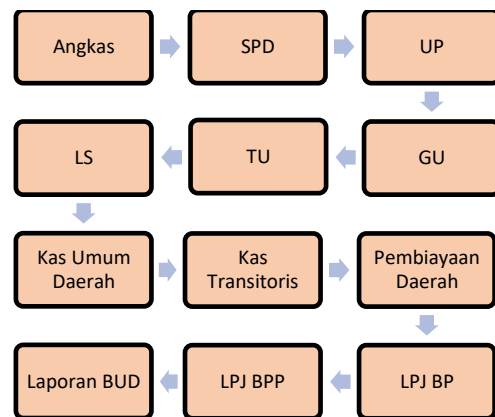 Angkas
SPD
UP
GU
TU
LS
Kas Umum
Daerah
Kas
Transitoris
Pembiayaan
Daerah
LPJ BP
LPJ BPP
Laporan BUD